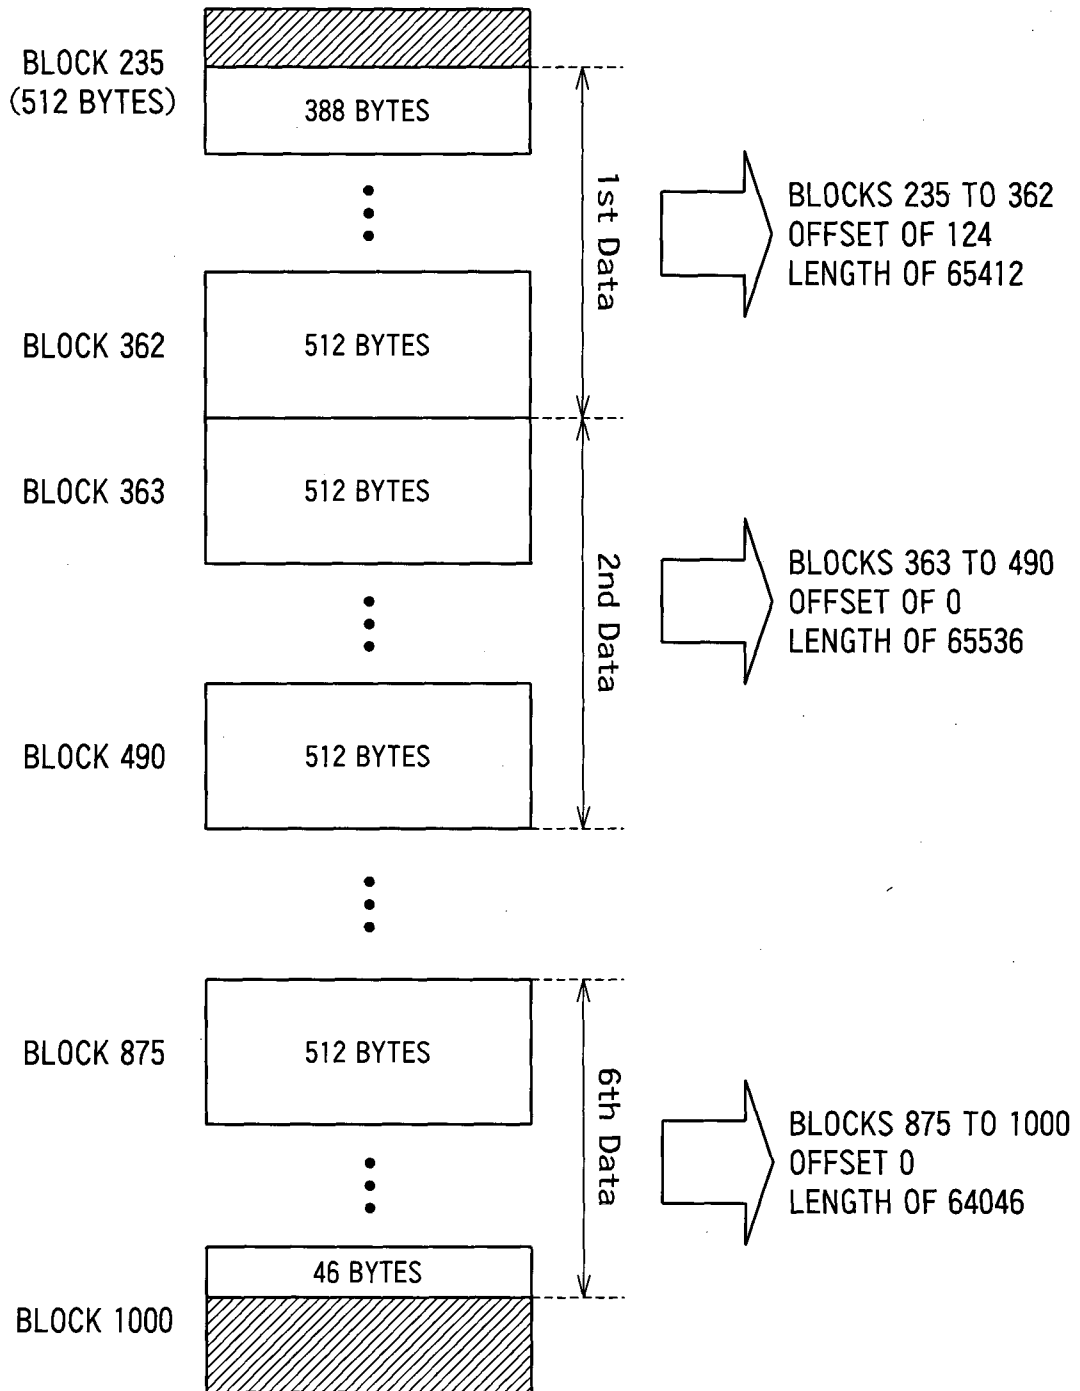 BLOCK 235
(512 BYTES)
388 BYTES
1st Data
BLOCKS 235 TO 362
OFFSET OF 124
LENGTH OF 65412
BLOCK 362
512 BYTES
BLOCK 363
512 BYTES
2nd Data
BLOCKS 363 TO 490
OFFSET OF 0
LENGTH OF 65536
BLOCK 490
512 BYTES
BLOCK 875
512 BYTES
6th Data
BLOCKS 875 TO 1000
OFFSET 0
LENGTH OF 64046
46 BYTES
BLOCK 1000